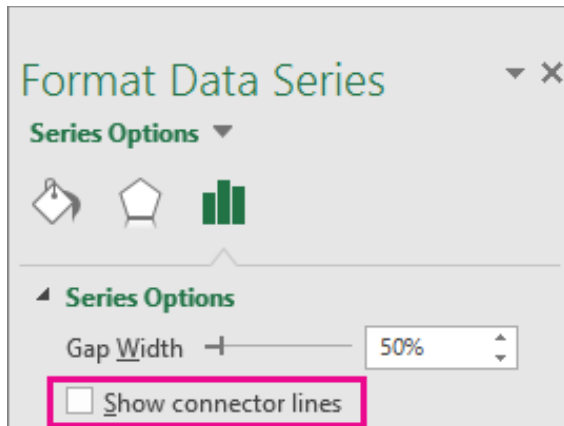 Format Data Series
Series Options
Series Options
Gap Width 50%
Show connector lines